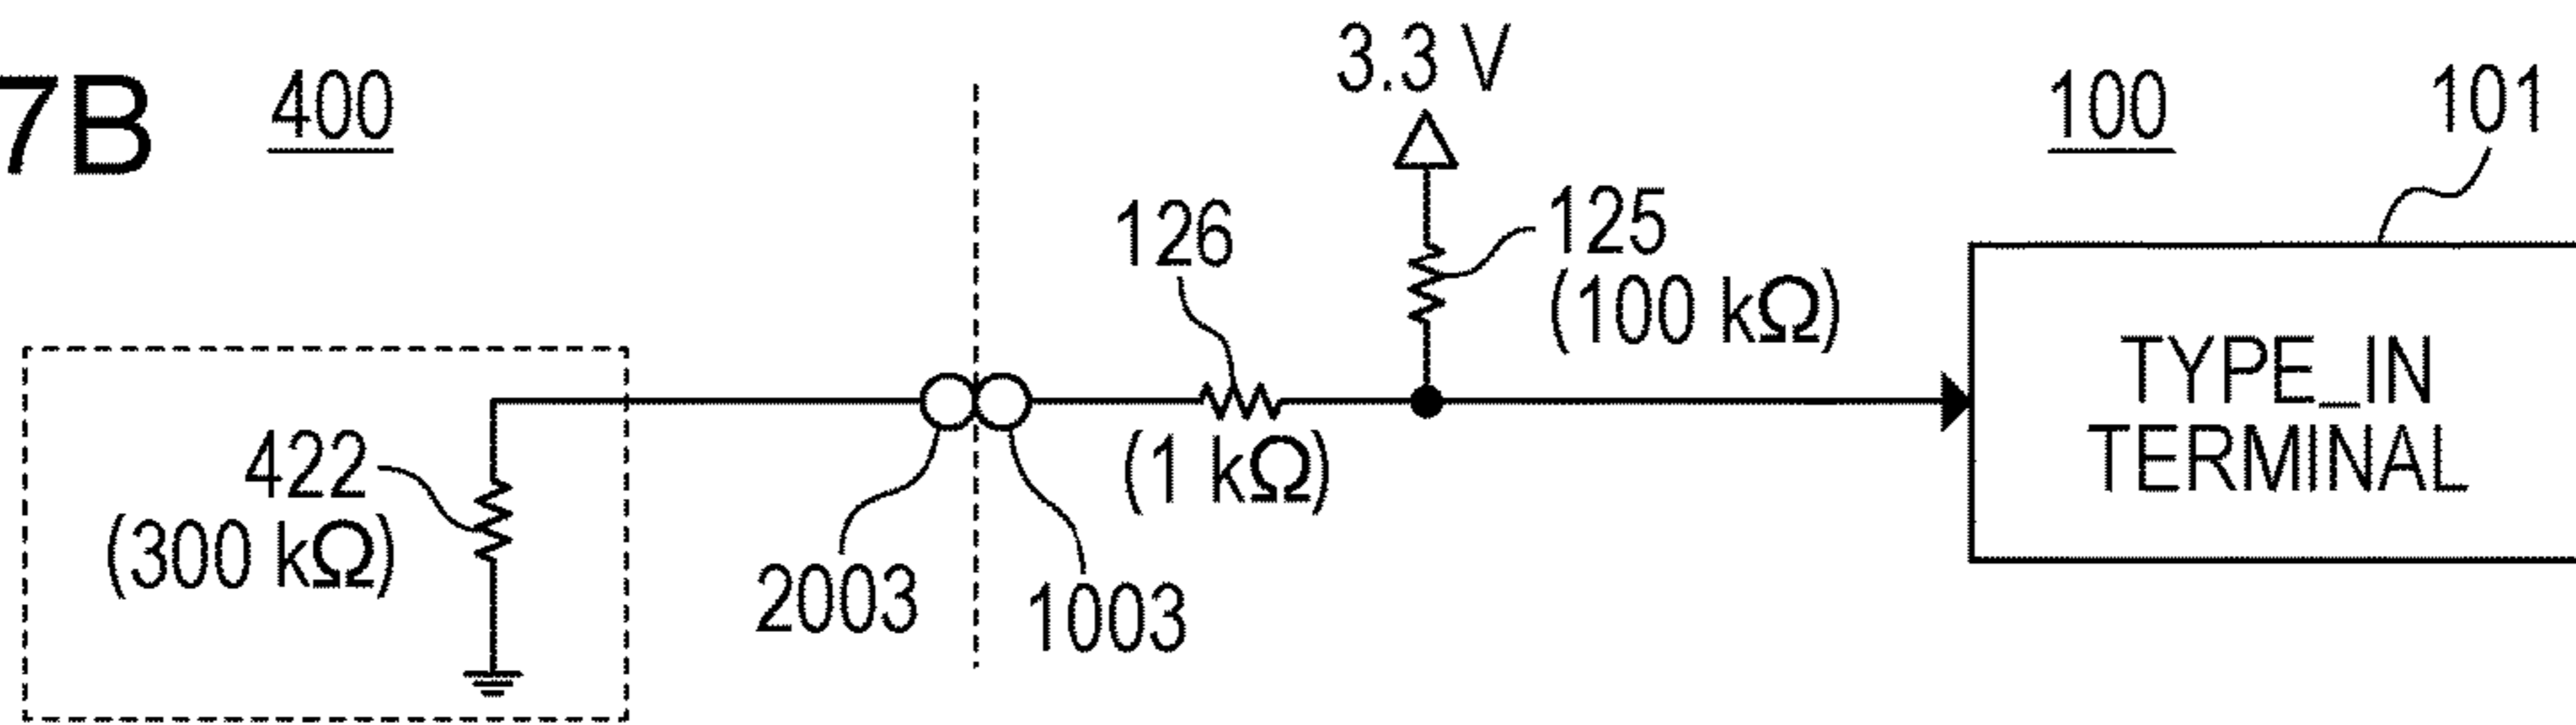 7B
400
3.3 V
100
101
126
125
(100 kΩ)
TYPE_IN
TERMINAL
(1 kΩ)
422
(300 kΩ)
2003
1003